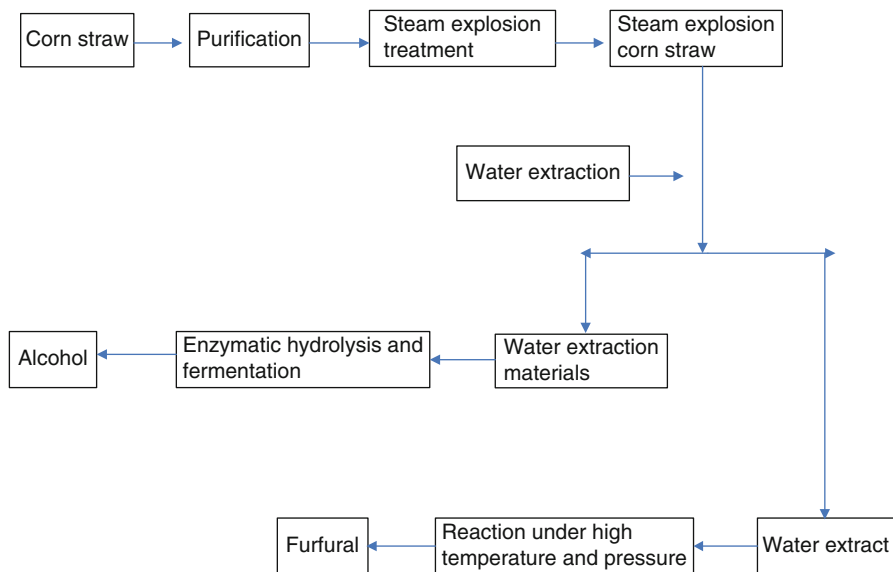 Corn straw
Purification
Steam explosion
treatment
Steam explosion
corn straw
Water extraction
Alcohol
Enzymatic hydrolysis and
fermentation
Water extraction
materials
Furfural
Reaction under high
temperature and pressure
Water extract